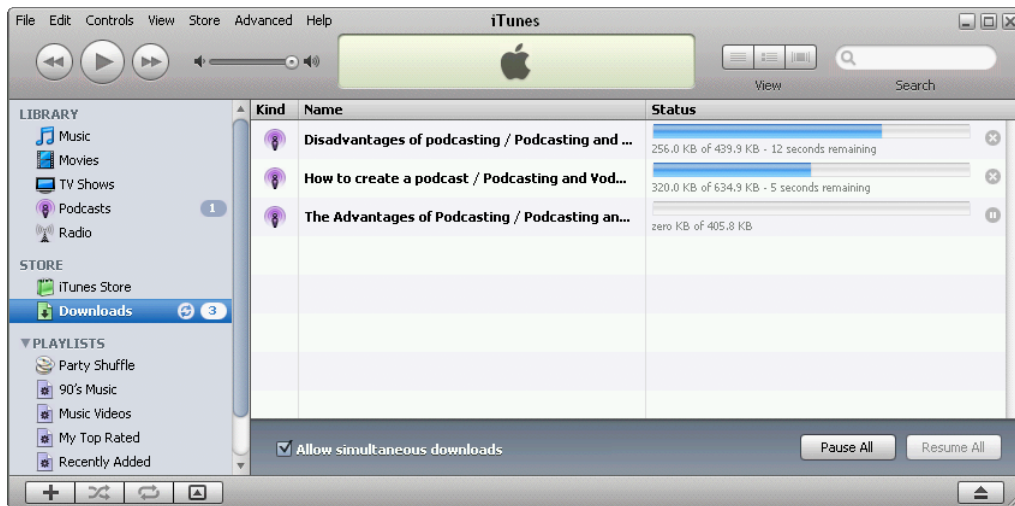 File Edit Controls View Store Advanced Help iTunes
View Search
LIBRARY
Music
Movies
TV Shows
Podcasts 1
Radio
STORE
iTunes Store
Downloads 3
PLAYLISTS
Party Shuffle
90's Music
Music Videos
My Top Rated
Recently Added
Kind Name Status
Disadvantages of podcasting / Podcasting and ...
256.0 KB of 439.9 KB - 12 seconds remaining
How to create a podcast / Podcasting and Vod...
320.0 KB of 634.9 KB - 5 seconds remaining
The Advantages of Podcasting / Podcasting an...
zero KB of 405.8 KB
Allow simultaneous downloads Pause All Resume All